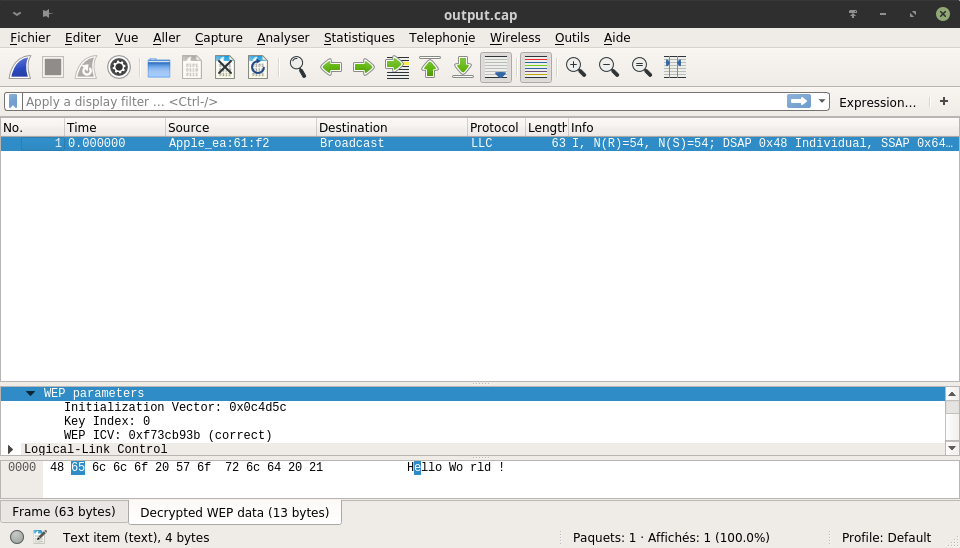 output.cap
Fichier Editer Vue Aller Capture Analyser Statistiques Telephonie Wireless Outils Aide
Apply a display filter ... <Ctrl-/> Expression... +
No. Time Source Destination Protocol Length Info
1 0.000000 Apple_ea:61:f2 Broadcast LLC 63 I, N(R)=54, N(S)=54; DSAP 0x48 Individual, SSAP 0x64…
WEP parameters
Initialization Vector: 0x0c4d5c
Key Index: 0
WEP ICV: 0xf73cb93b (correct)
Logical-Link Control
0000 48 65 6c 6c 6f 20 57 6f 72 6c 64 20 21 Hello Wo rld !
Frame (63 bytes) Decrypted WEP data (13 bytes)
Text item (text), 4 bytes Paquets: 1 · Affichés: 1 (100.0%) Profile: Default